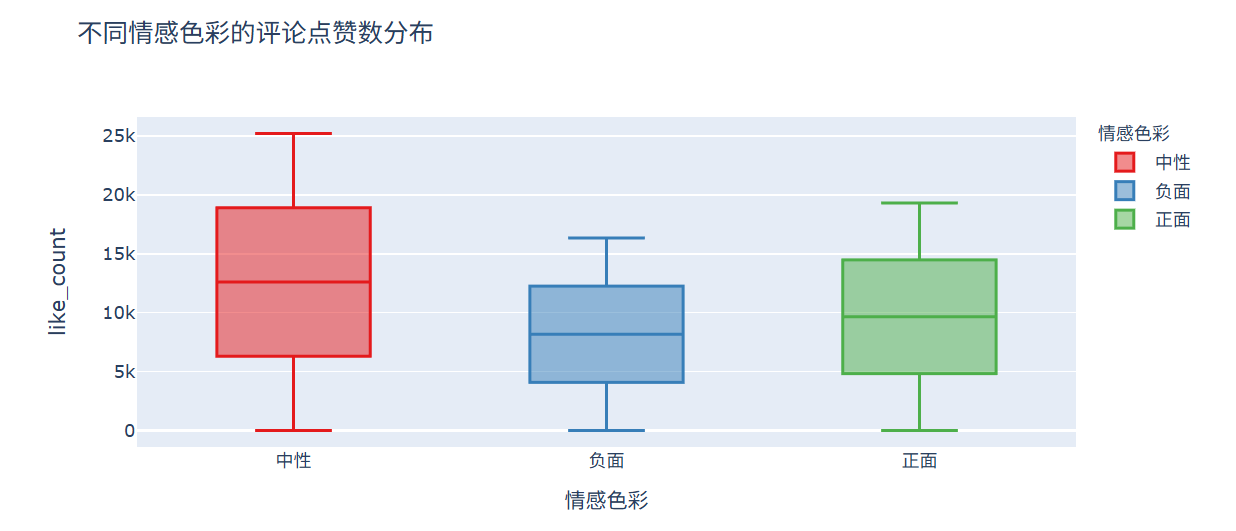 不同情感色彩的评论点赞数分布
like_count
25k
20k
15k
10k
5k
0
中性
负面
正面
情感色彩
情感色彩
中性
负面
正面